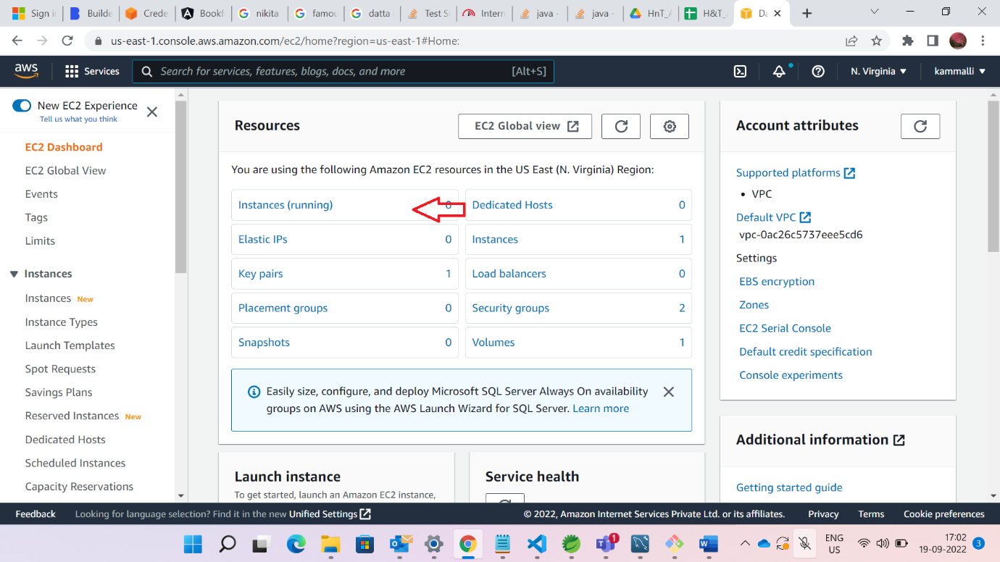 Sign i
Builde
Crede
Bookf
nikita
famou
datta
Test S
Intern
java -
java -
HnT_A
H&T_
Da
us-east-1.console.aws.amazon.com/ec2/home?region=us-east-1#Home:
aws
Services
Search for services, features, blogs, docs, and more
[Alt+S]
N. Virginia
kammalli
New EC2 Experience
Tell us what you think
EC2 Dashboard
EC2 Global View
Events
Tags
Limits
Instances
Instances New
Instance Types
Launch Templates
Spot Requests
Savings Plans
Reserved Instances New
Dedicated Hosts
Scheduled Instances
Capacity Reservations
Resources
EC2 Global view
You are using the following Amazon EC2 resources in the US East (N. Virginia) Region:
Instances (running) 0
Dedicated Hosts 0
Elastic IPs 0
Instances 1
Key pairs 1
Load balancers 0
Placement groups 0
Security groups 2
Snapshots 0
Volumes 1
Easily size, configure, and deploy Microsoft SQL Server Always On availability
groups on AWS using the AWS Launch Wizard for SQL Server. Learn more
Launch instance
To get started, launch an Amazon EC2 instance,
Service health
Account attributes
Supported platforms
• VPC
Default VPC
vpc-0ac26c5737eee5cd6
Settings
EBS encryption
Zones
EC2 Serial Console
Default credit specification
Console experiments
Additional information
Getting started guide
Feedback
Looking for language selection? Find it in the new Unified Settings
© 2022, Amazon Internet Services Private Ltd. or its affiliates.
Privacy
Terms
Cookie preferences
1
ENG
US
17:02
19-09-2022
3